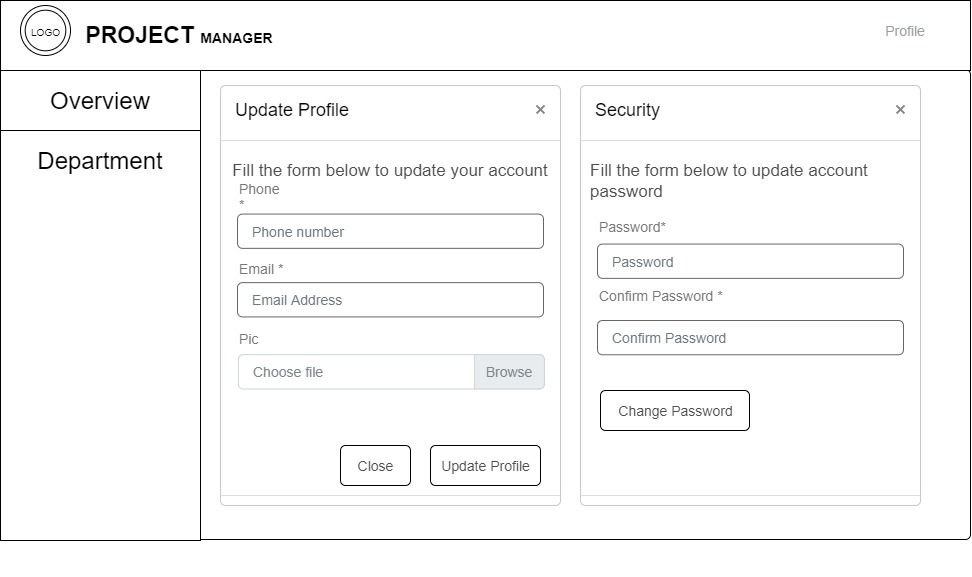 LOGO
PROJECT MANAGER
Profile
Overview
Department
Update Profile ×
Fill the form below to update your account
Phone
*
Phone number
Email *
Email Address
Pic
Choose file Browse
Close Update Profile
Security ×
Fill the form below to update account
password
Password*
Password
Confirm Password *
Confirm Password
Change Password